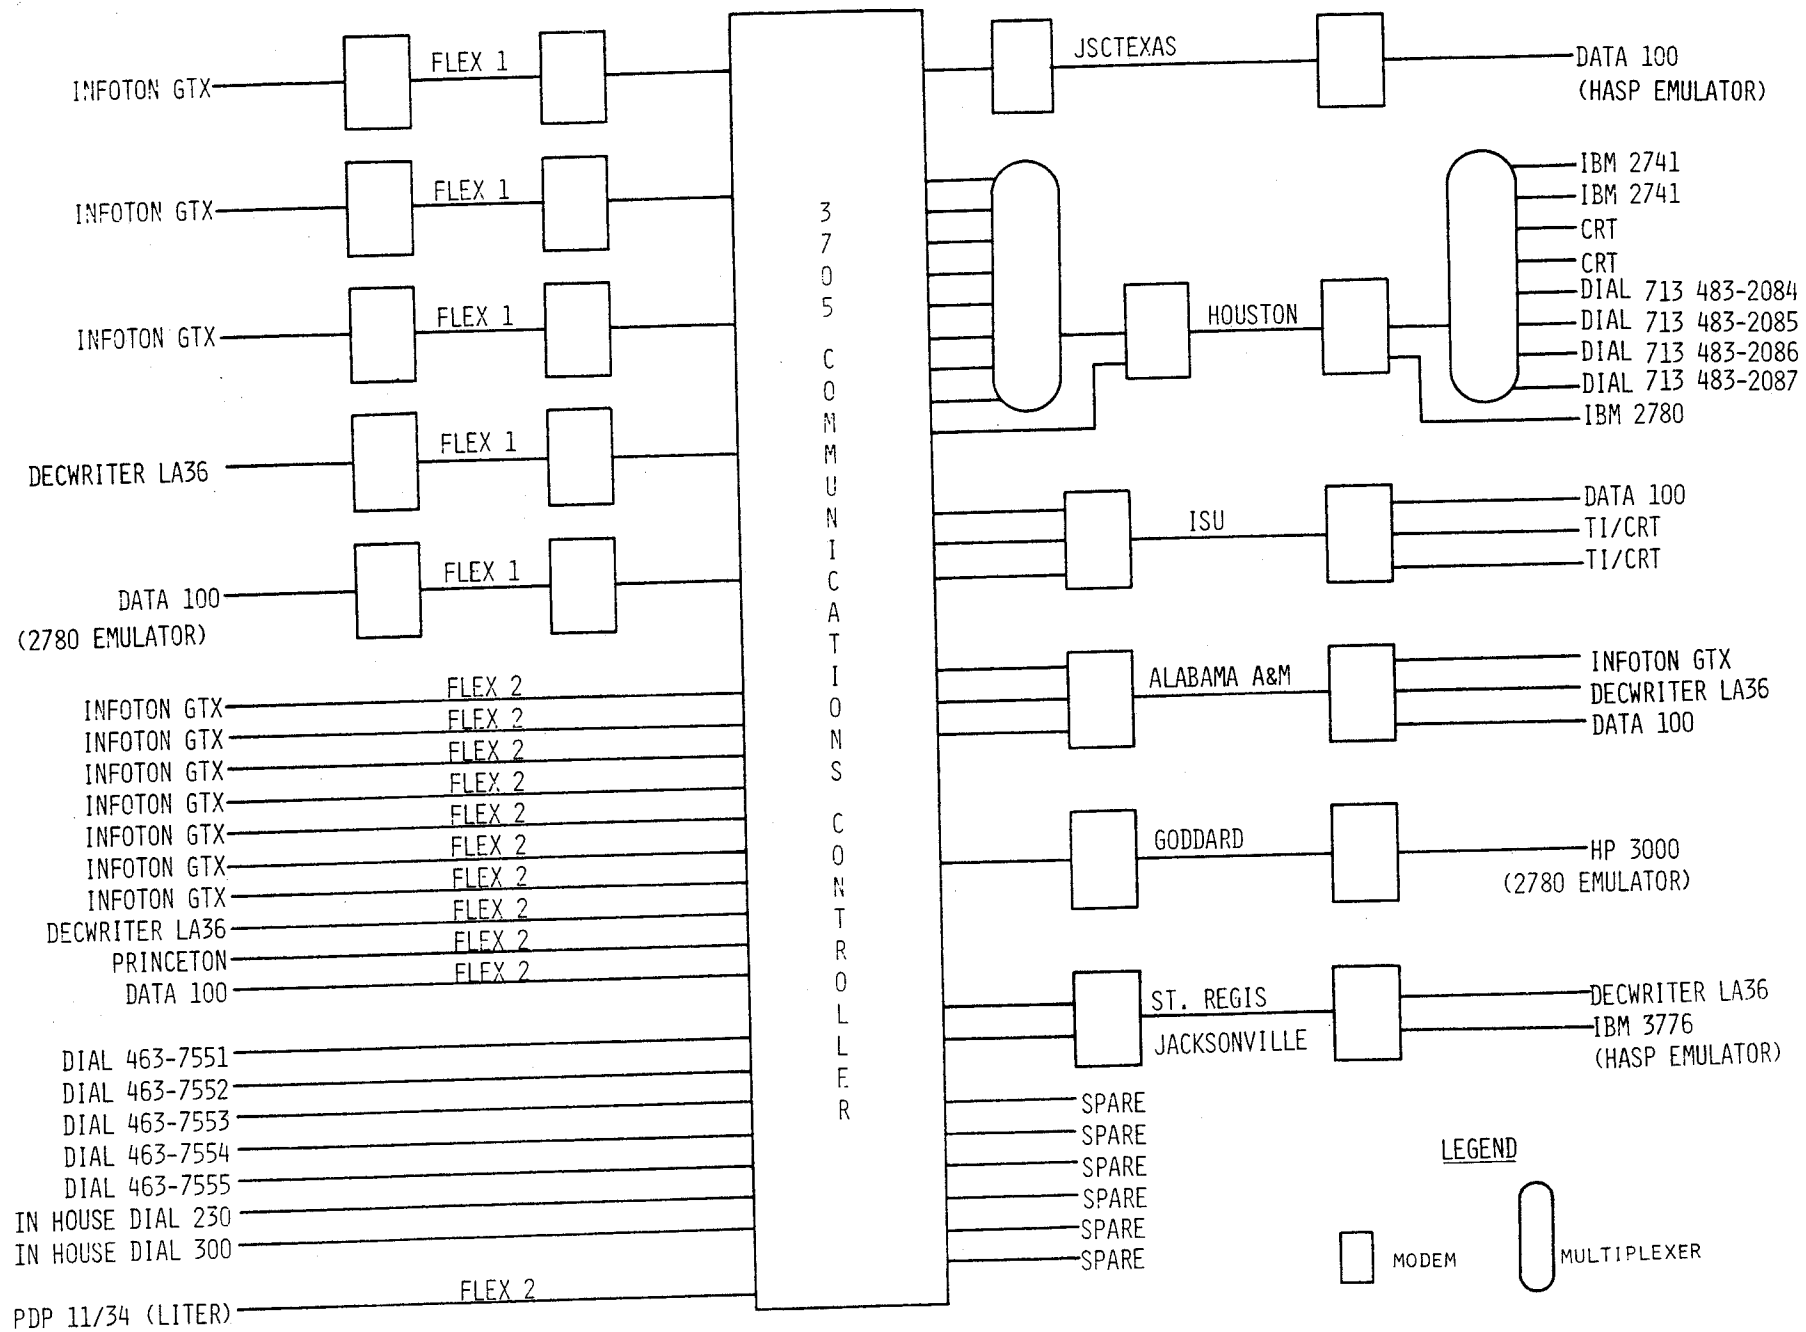 INFOTON GTX
FLEX 1
INFOTON GTX
FLEX 1
INFOTON GTX
FLEX 1
DECWRITER LA36
FLEX 1
DATA 100
(2780 EMULATOR)
FLEX 1
INFOTON GTX
FLEX 2
INFOTON GTX
FLEX 2
INFOTON GTX
FLEX 2
INFOTON GTX
FLEX 2
INFOTON GTX
FLEX 2
INFOTON GTX
FLEX 2
INFOTON GTX
FLEX 2
DECWRITER LA36
FLEX 2
PRINCETON
FLEX 2
DATA 100
FLEX 2
DIAL 463-7551
DIAL 463-7552
DIAL 463-7553
DIAL 463-7554
DIAL 463-7555
IN HOUSE DIAL 230
IN HOUSE DIAL 300
PDP 11/34 (LITER)
FLEX 2
3705 COMMUNICATIONS CONTROLLER
JSCTEXAS
DATA 100
(HASP EMULATOR)
HOUSTON
IBM 2741
IBM 2741
CRT
CRT
DIAL 713 483-2084
DIAL 713 483-2085
DIAL 713 483-2086
DIAL 713 483-2087
IBM 2780
ISU
DATA 100
TI/CRT
TI/CRT
ALABAMA A&M
INFOTON GTX
DECWRITER LA36
DATA 100
GODDARD
HP 3000
(2780 EMULATOR)
ST. REGIS
JACKSONVILLE
DECWRITER LA36
IBM 3776
(HASP EMULATOR)
SPARE
SPARE
SPARE
SPARE
SPARE
SPARE
LEGEND
MODEM
MULTIPLEXER